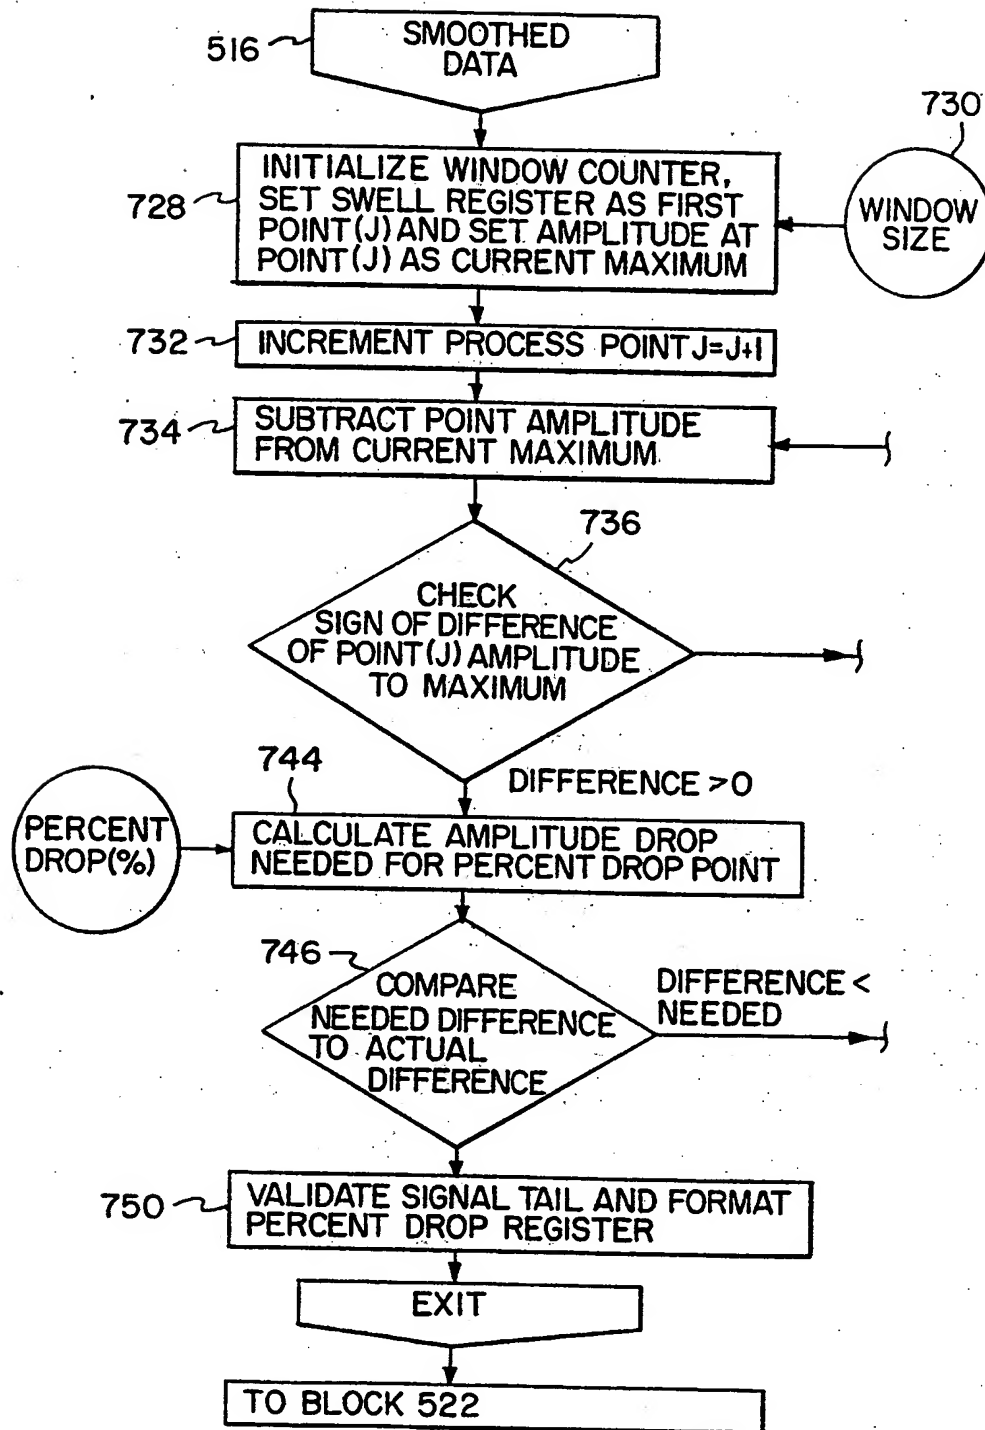 516
SMOOTHED
DATA
730
728
INITIALIZE WINDOW COUNTER,
SET SWELL REGISTER AS FIRST
POINT(J) AND SET AMPLITUDE AT
POINT(J) AS CURRENT MAXIMUM
WINDOW
SIZE
732
INCREMENT PROCESS POINT J=J+1
734
SUBTRACT POINT AMPLITUDE
FROM CURRENT MAXIMUM
736
CHECK
SIGN OF DIFFERENCE
OF POINT(J) AMPLITUDE
TO MAXIMUM
744
DIFFERENCE >0
PERCENT
DROP(%)
CALCULATE AMPLITUDE DROP
NEEDED FOR PERCENT DROP POINT
746
COMPARE
NEEDED DIFFERENCE
TO ACTUAL
DIFFERENCE
DIFFERENCE <
NEEDED
750
VALIDATE SIGNAL TAIL AND FORMAT
PERCENT DROP REGISTER
EXIT
TO BLOCK 522